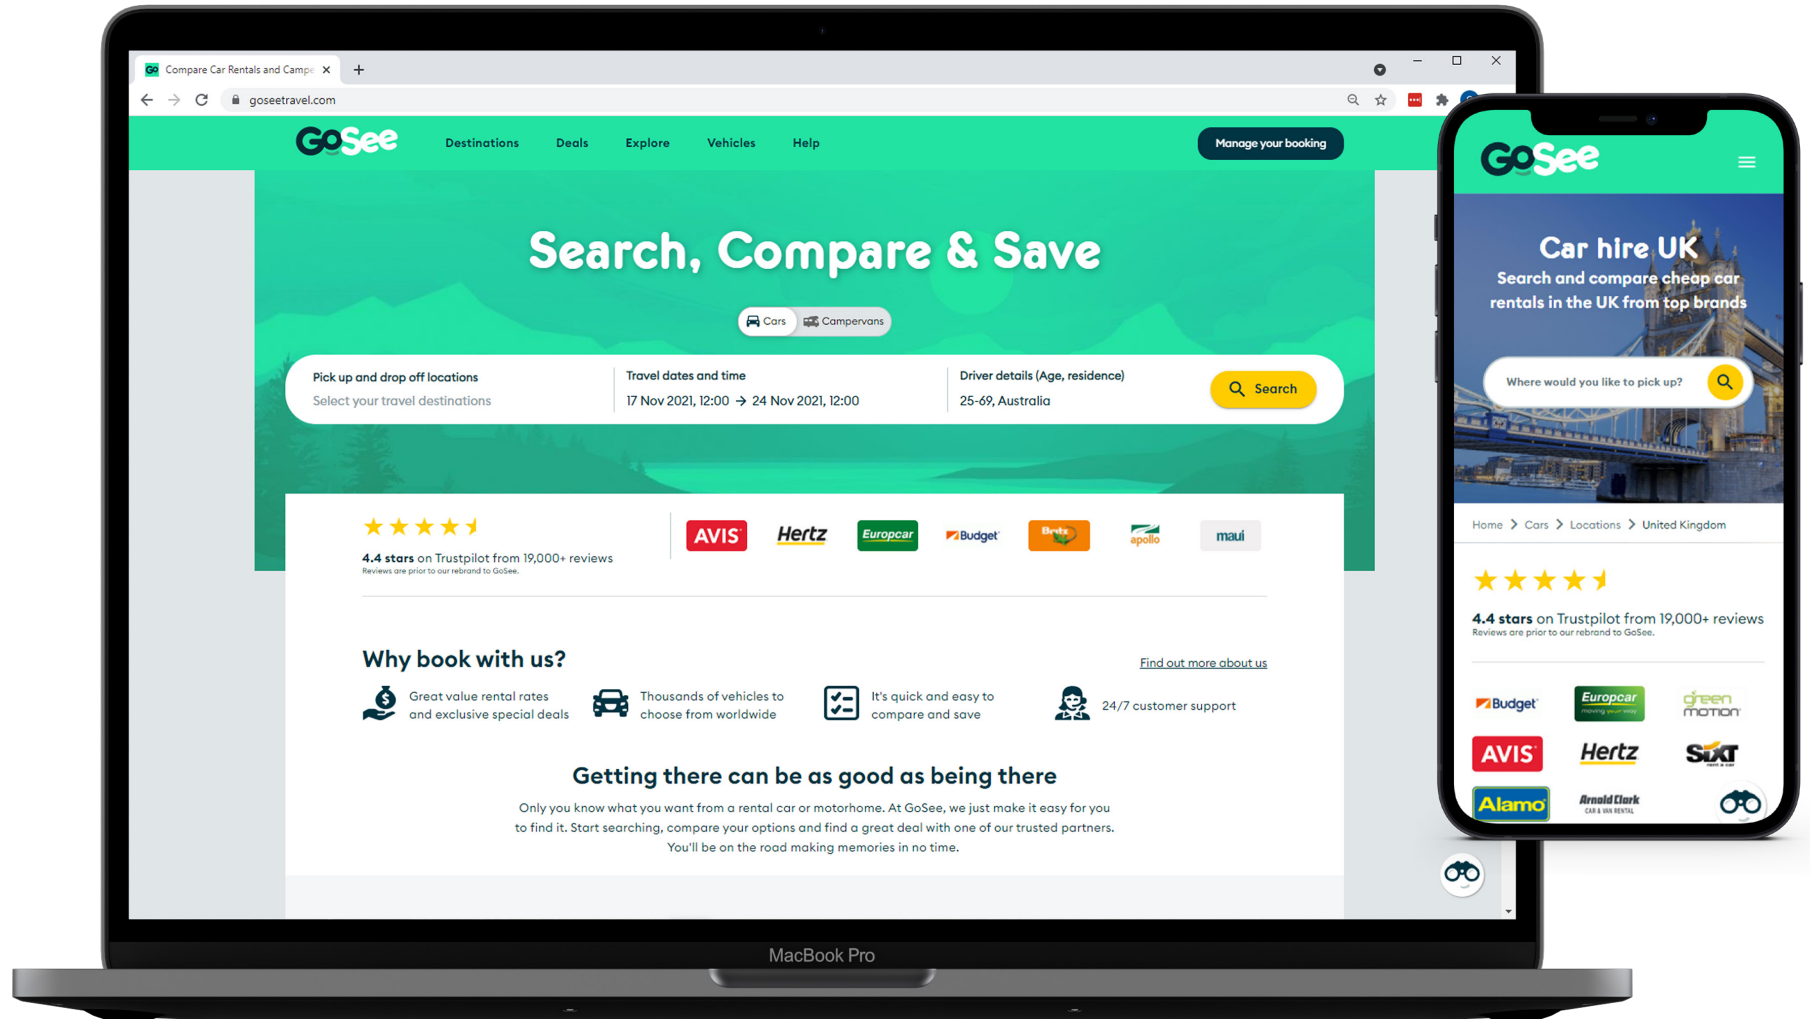 Compare Car Rentals and Campe
goseetravel.com
GoSee
Destinations
Deals
Explore
Vehicles
Help
Manage your booking
Search, Compare & Save
Cars
Campervans
Pick up and drop off locations
Select your travel destinations
Travel dates and time
17 Nov 2021, 12:00 → 24 Nov 2021, 12:00
Driver details (Age, residence)
25-69, Australia
Search
4.4 stars on Trustpilot from 19,000+ reviews
Reviews are prior to our rebrand to GoSee.
AVIS
Hertz
Europcar
Budget
Britz
apollo
maui
Why book with us?
Find out more about us
Great value rental rates
and exclusive special deals
Thousands of vehicles to
choose from worldwide
It's quick and easy to
compare and save
24/7 customer support
Getting there can be as good as being there
Only you know what you want from a rental car or motorhome. At GoSee, we just make it easy for you
to find it. Start searching, compare your options and find a great deal with one of our trusted partners.
You'll be on the road making memories in no time.
MacBook Pro
GoSee
Car hire UK
Search and compare cheap car
rentals in the UK from top brands
Where would you like to pick up?
Home > Cars > Locations > United Kingdom
4.4 stars on Trustpilot from 19,000+ reviews
Reviews are prior to our rebrand to GoSee.
Budget
Europcar
moving your way
green
motion
AVIS
Hertz
SIXT
rent a car
Alamo
Arnold Clark
CAR & VAN RENTAL